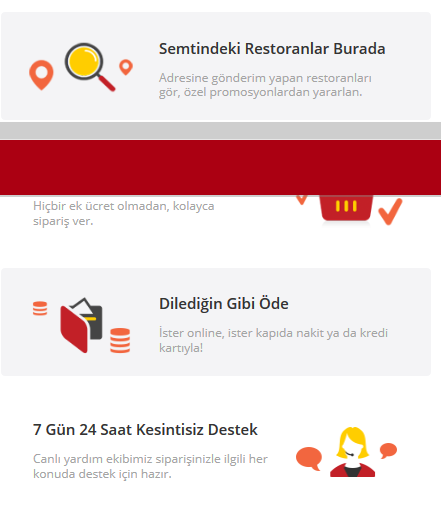 Semtindeki Restoranlar Burada
Adresine gönderim yapan restoranları
gör, özel promosyonlardan yararlan.
Hiçbir ek ücret olmadan, kolayca
sipariş ver.
Dilediğin Gibi Öde
İster online, ister kapıda nakit ya da kredi
kartıyla!
7 Gün 24 Saat Kesintisiz Destek
Canlı yardım ekibimiz siparişinizle ilgili her
konuda destek için hazır.